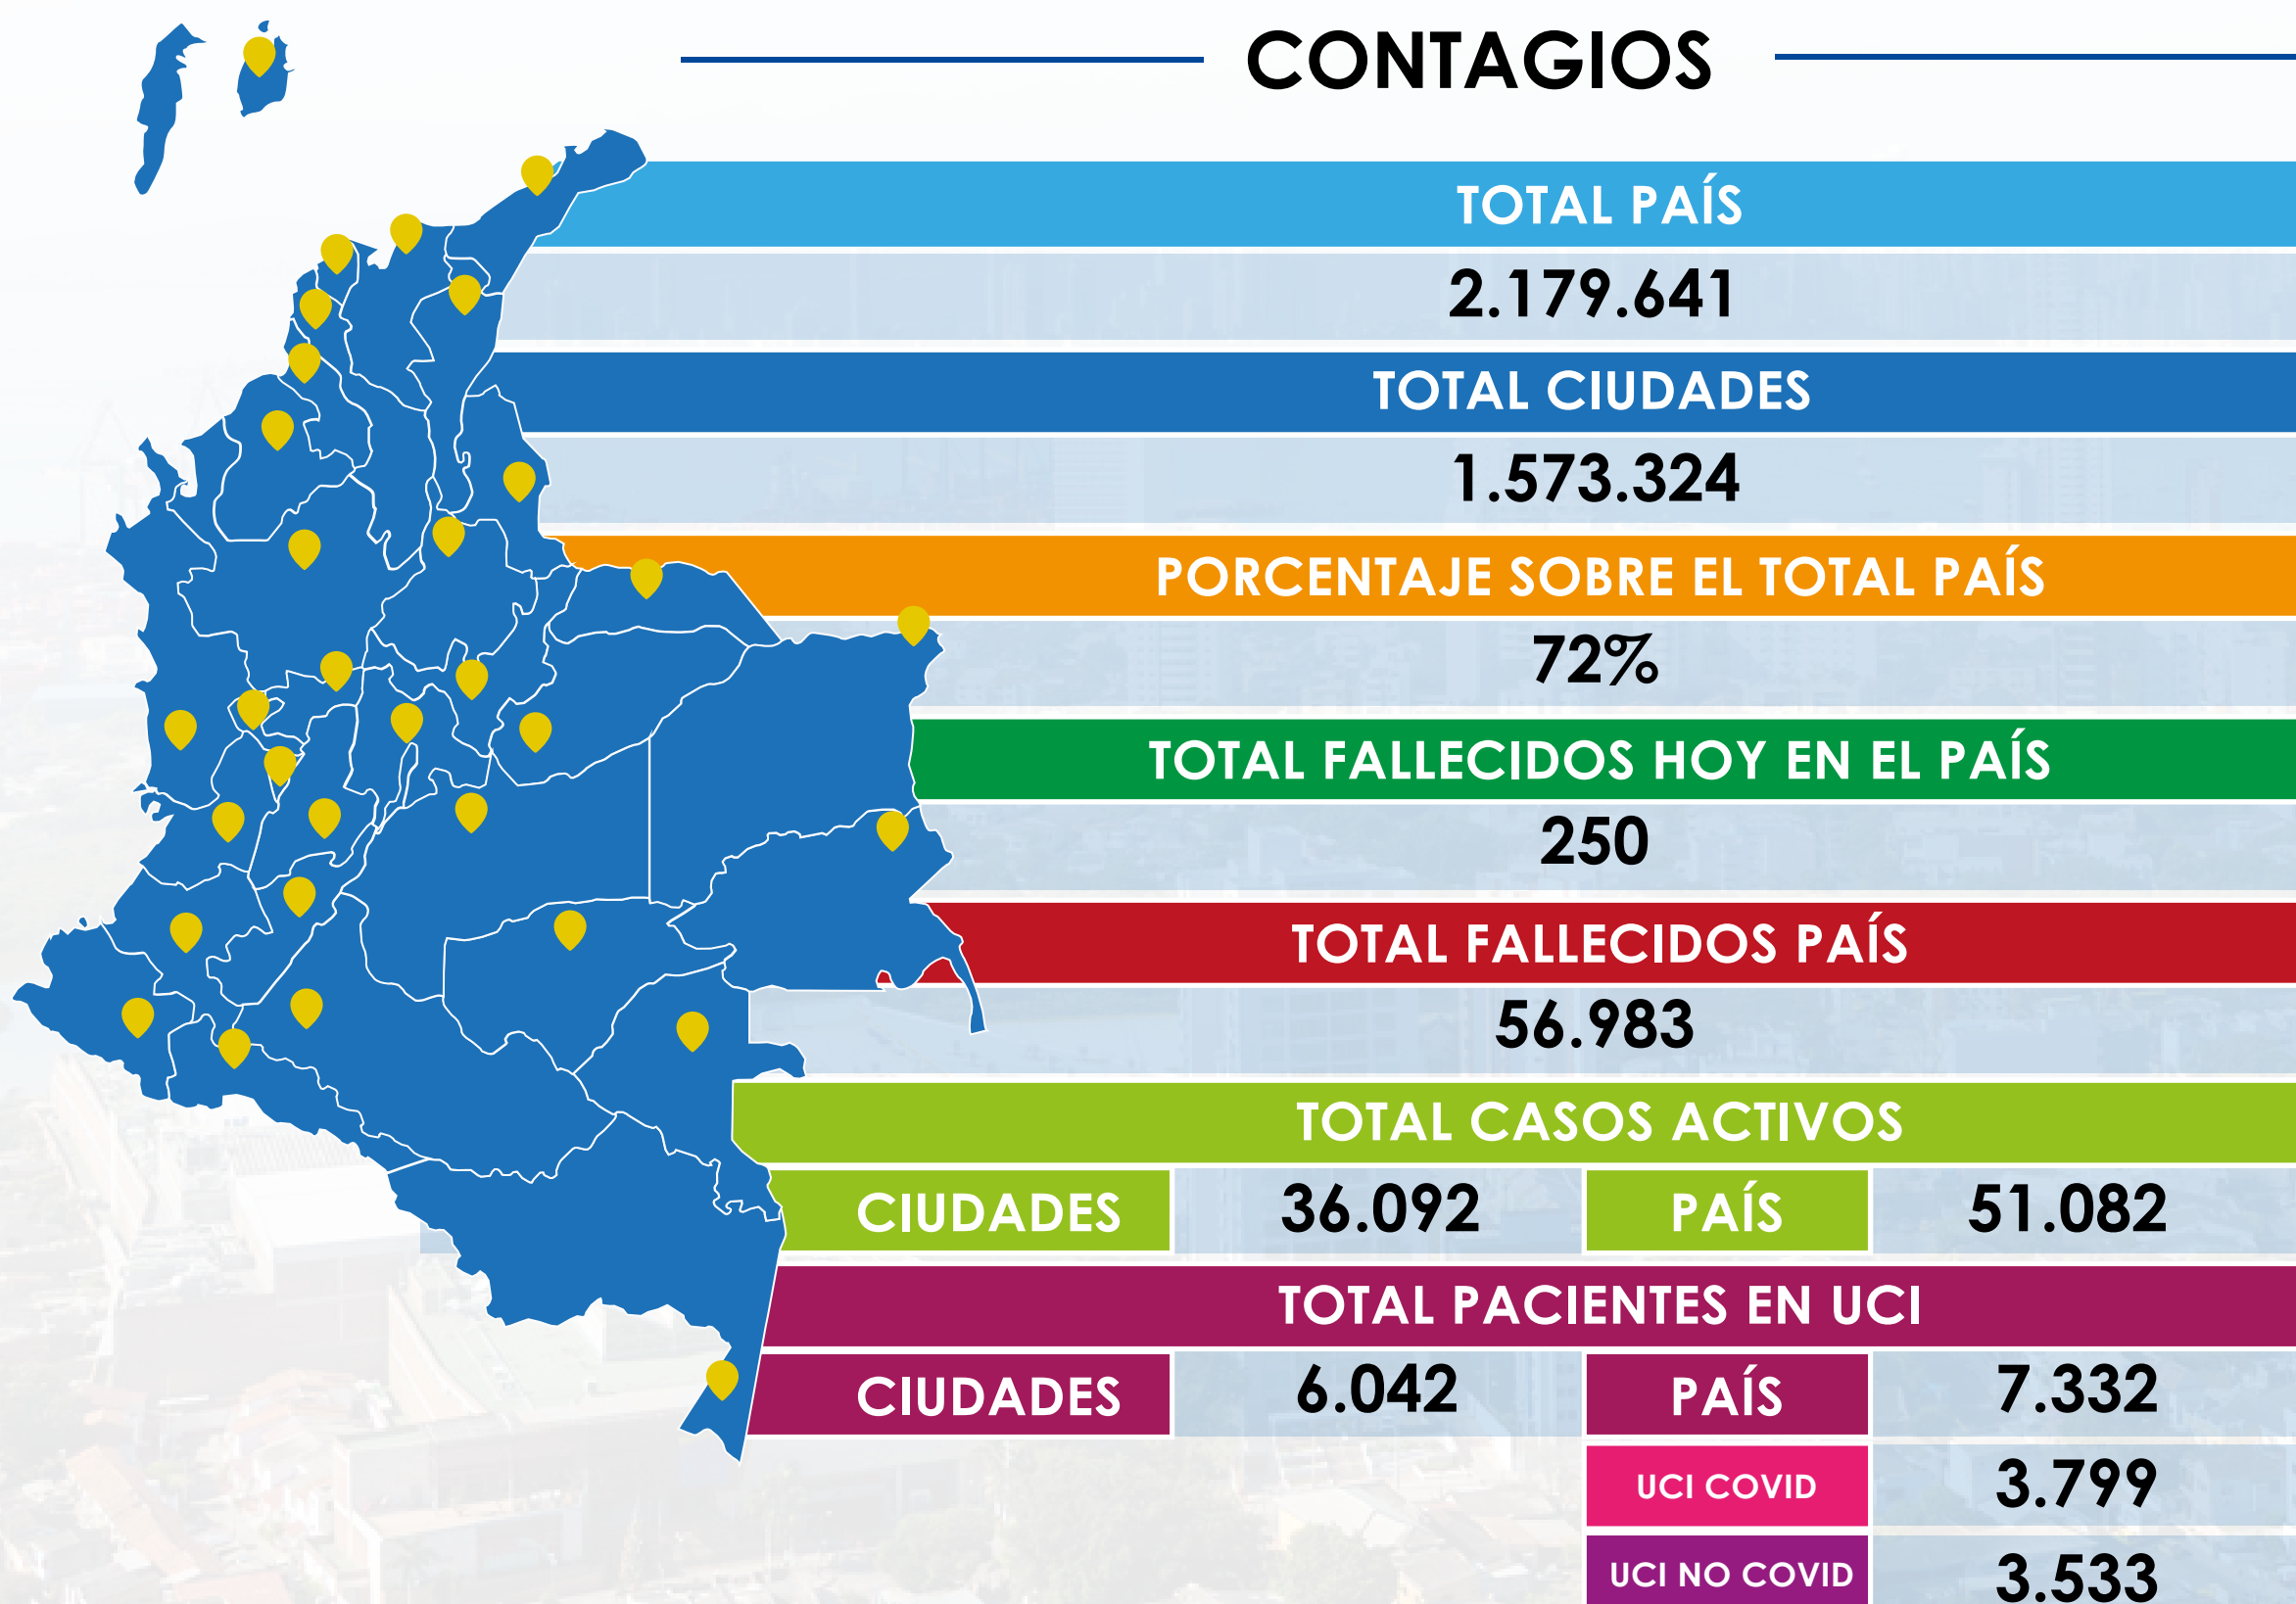 CONTAGIOS
TOTAL PAÍS
2.179.641
TOTAL CIUDADES
1.573.324
PORCENTAJE SOBRE EL TOTAL PAÍS
72%
TOTAL FALLECIDOS HOY EN EL PAÍS
250
TOTAL FALLECIDOS PAÍS
56.983
TOTAL CASOS ACTIVOS
CIUDADES 36.092 PAÍS 51.082
TOTAL PACIENTES EN UCI
CIUDADES 6.042 PAÍS 7.332
UCI COVID 3.799
UCI NO COVID 3.533